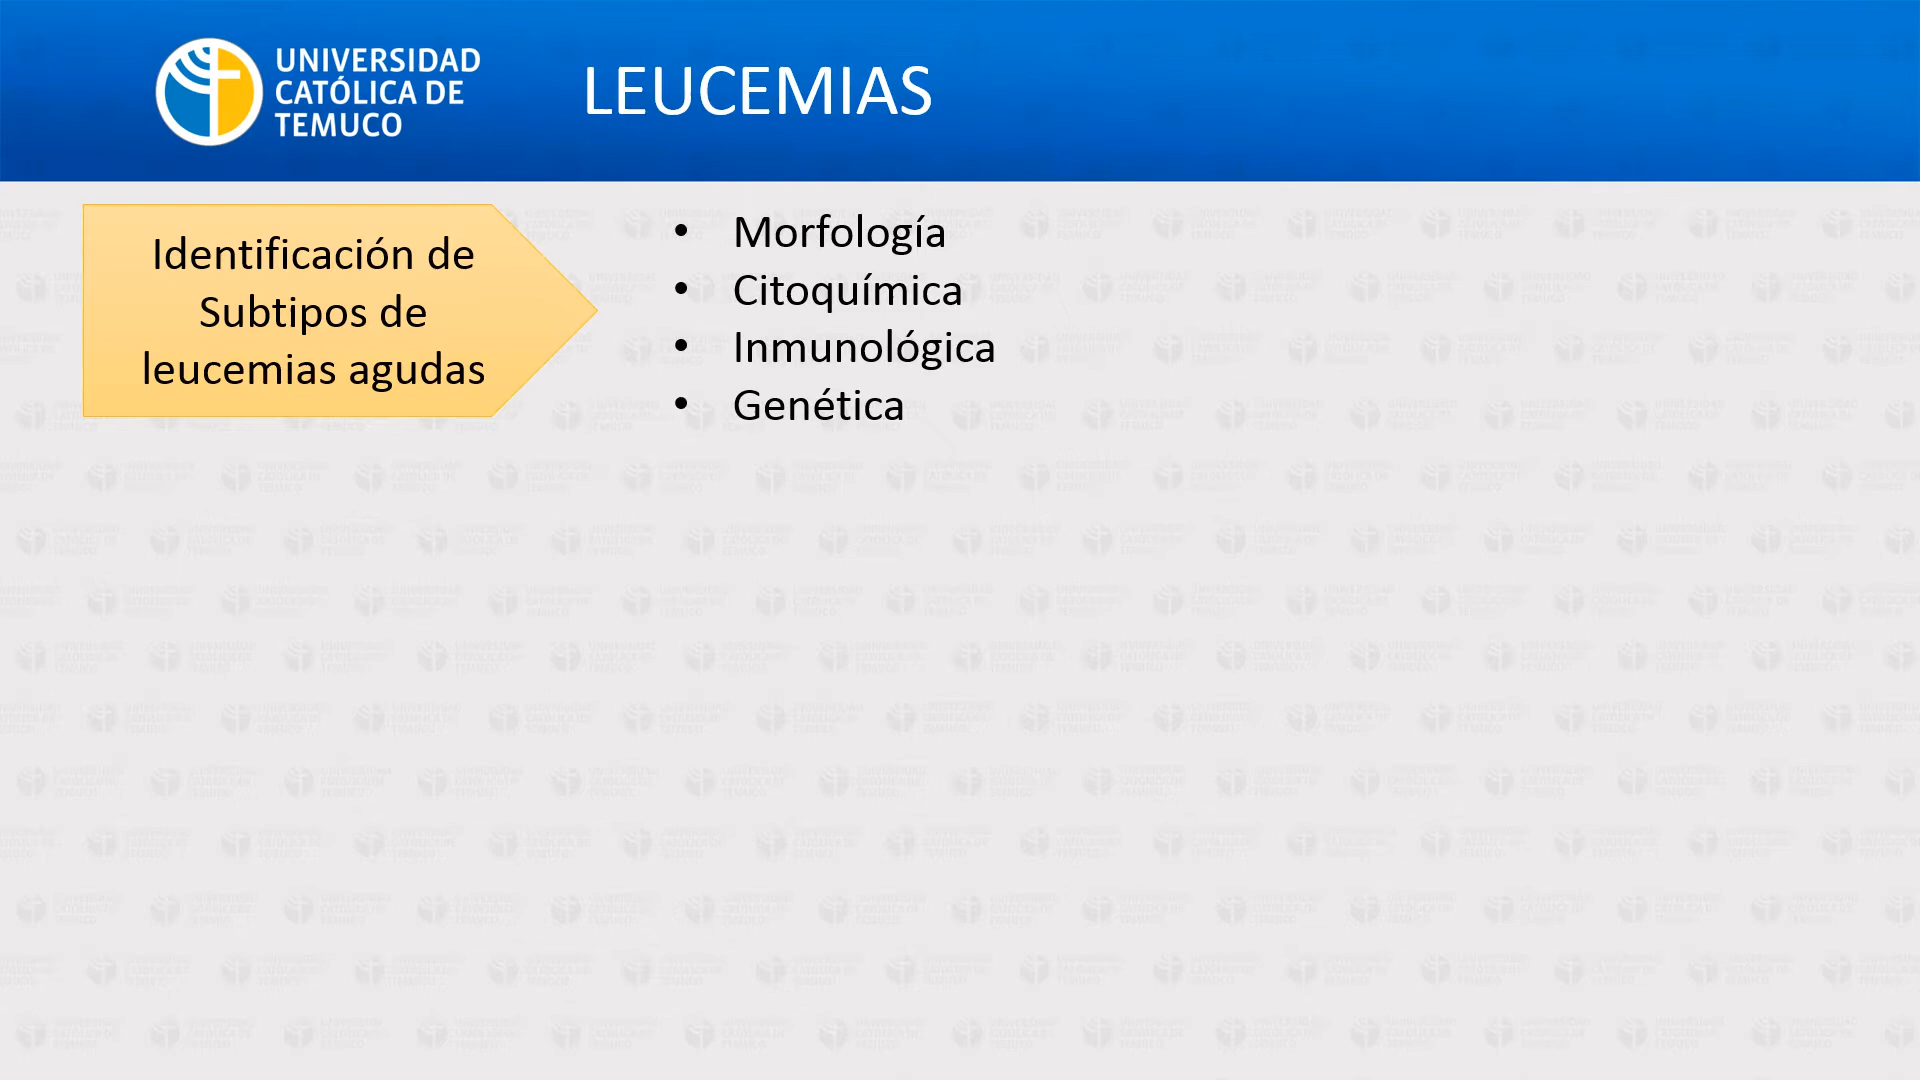 UNIVERSIDAD
CATÓLICA DE
TEMUCO
LEUCEMIAS
Identificación de
Subtipos de
leucemias agudas
• Morfología
• Citoquímica
• Inmunológica
• Genética